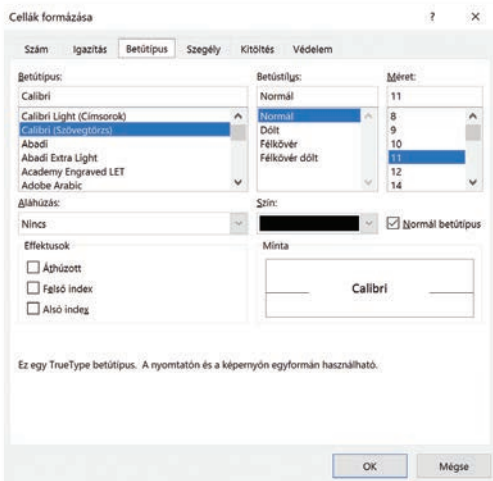 Cellák formázása ? ×
Szám Igazítás Betűtípus Szegély Kitöltés Védelem
Betűtípus: Betűstílus: Méret:
Calibri Normál 11
Calibri Light (Címsorok) Normál 8
Calibri (Szövegtörzs) Dőlt 9
Abadi Félkövér 10
Abadi Extra Light Félkövér dőlt 11
Academy Engraved LET 12
Adobe Arabic 14
Aláhúzás: Szín:
Nincs Normál betűtípus
Effektusok Minta
Áthúzott
Felső index
Alsó index
Calibri
Ez egy TrueType betűtípus. A nyomtatón és a képernyőn egyformán használható.
OK Mégse